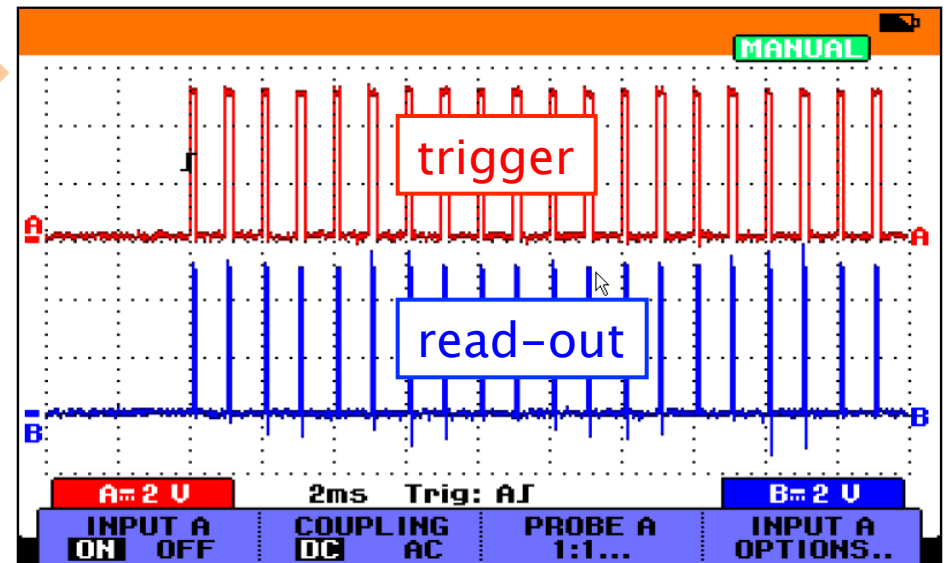 MANUAL
trigger
A A
read-out
B B
A 2 V 2ms Trig: A B 2 V
INPUT A COUPLING PROBE A INPUT A
ON OFF DC AC 1:1... OPTIONS..